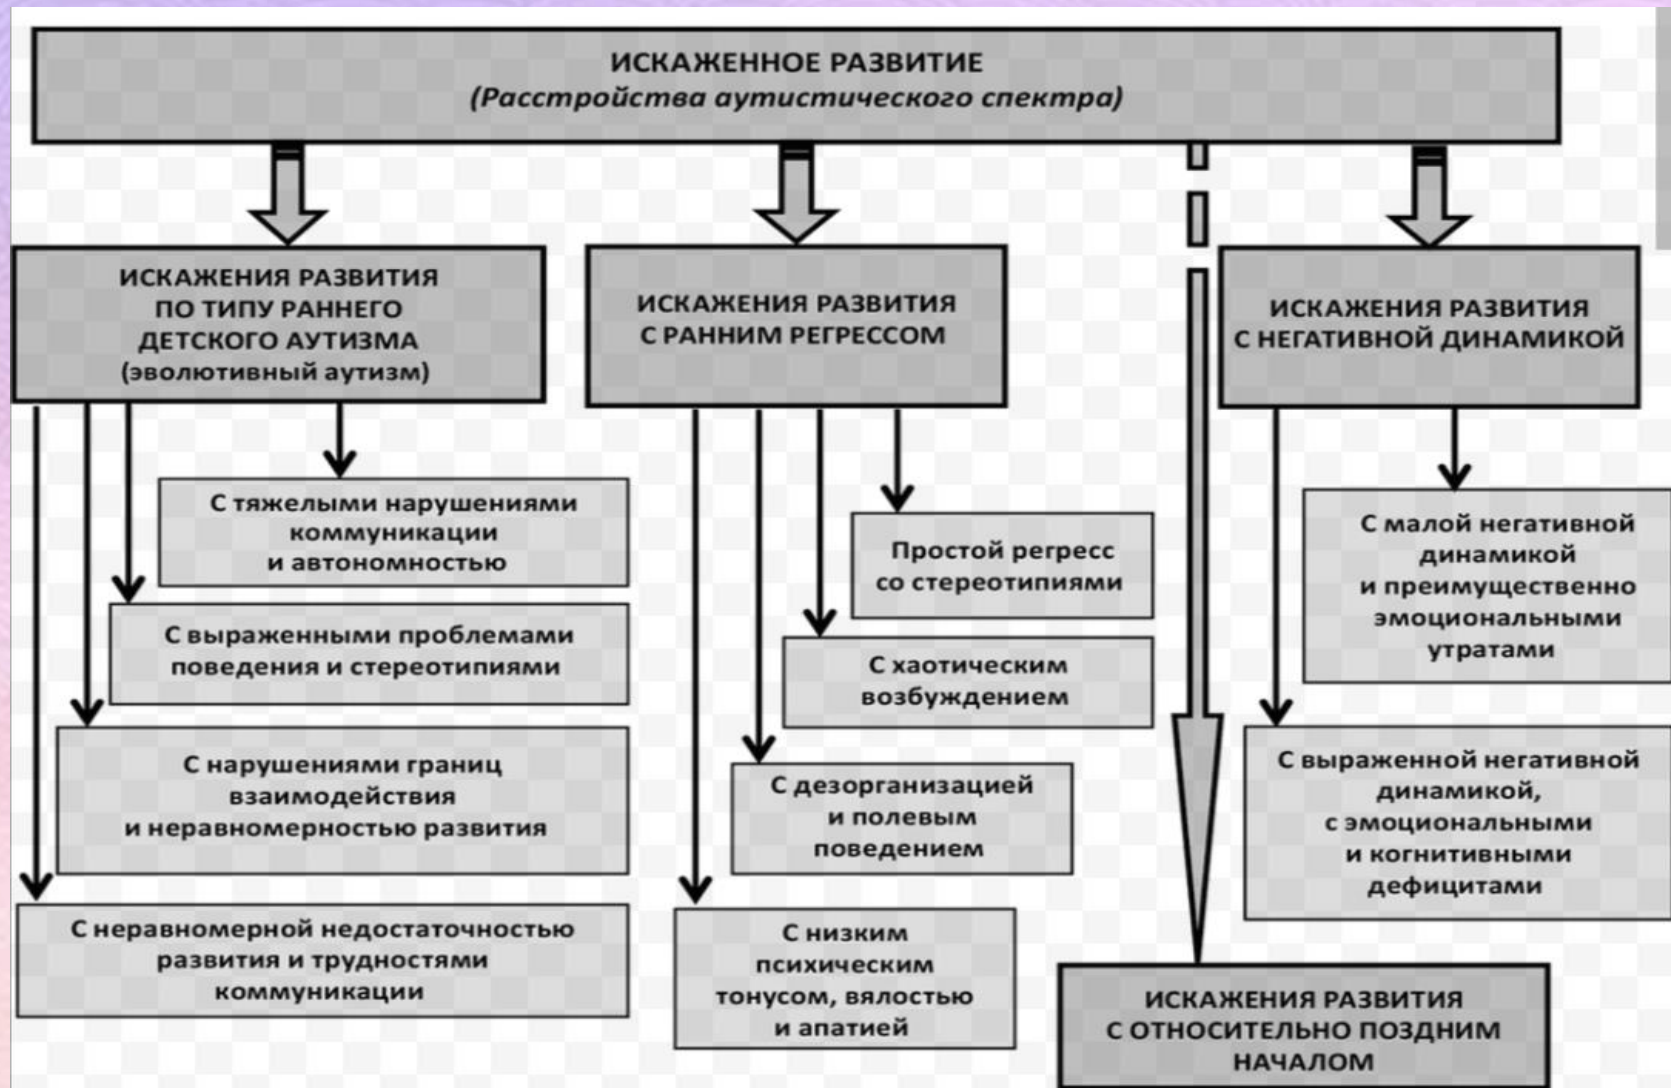 ИСКАЖЕННОЕ РАЗВИТИЕ
(Расстройства аутистического спектра)
ИСКАЖЕНИЯ РАЗВИТИЯ
ПО ТИПУ РАННЕГО
ДЕТСКОГО АУТИЗМА
(эволютивный аутизм)
С тяжелыми нарушениями
коммуникации
и автономностью
С выраженными проблемами
поведения и стереотипиями
С нарушениями границ
взаимодействия
и неравномерностью развития
С неравномерной недостаточностью
развития и трудностями
коммуникации
ИСКАЖЕНИЯ РАЗВИТИЯ
С РАННИМ РЕГРЕССОМ
Простой регресс
со стереотипиями
С хаотическим
возбуждением
С дезорганизацией
и полевым
поведением
С низким
психическим
тонусом, вялостью
и апатией
ИСКАЖЕНИЯ РАЗВИТИЯ
С НЕГАТИВНОЙ ДИНАМИКОЙ
С малой негативной
динамикой
и преимущественно
эмоциональными
утратами
С выраженной негативной
динамикой,
с эмоциональными
и когнитивными
дефицитами
ИСКАЖЕНИЯ РАЗВИТИЯ
С ОТНОСИТЕЛЬНО ПОЗДНИМ
НАЧАЛОМ